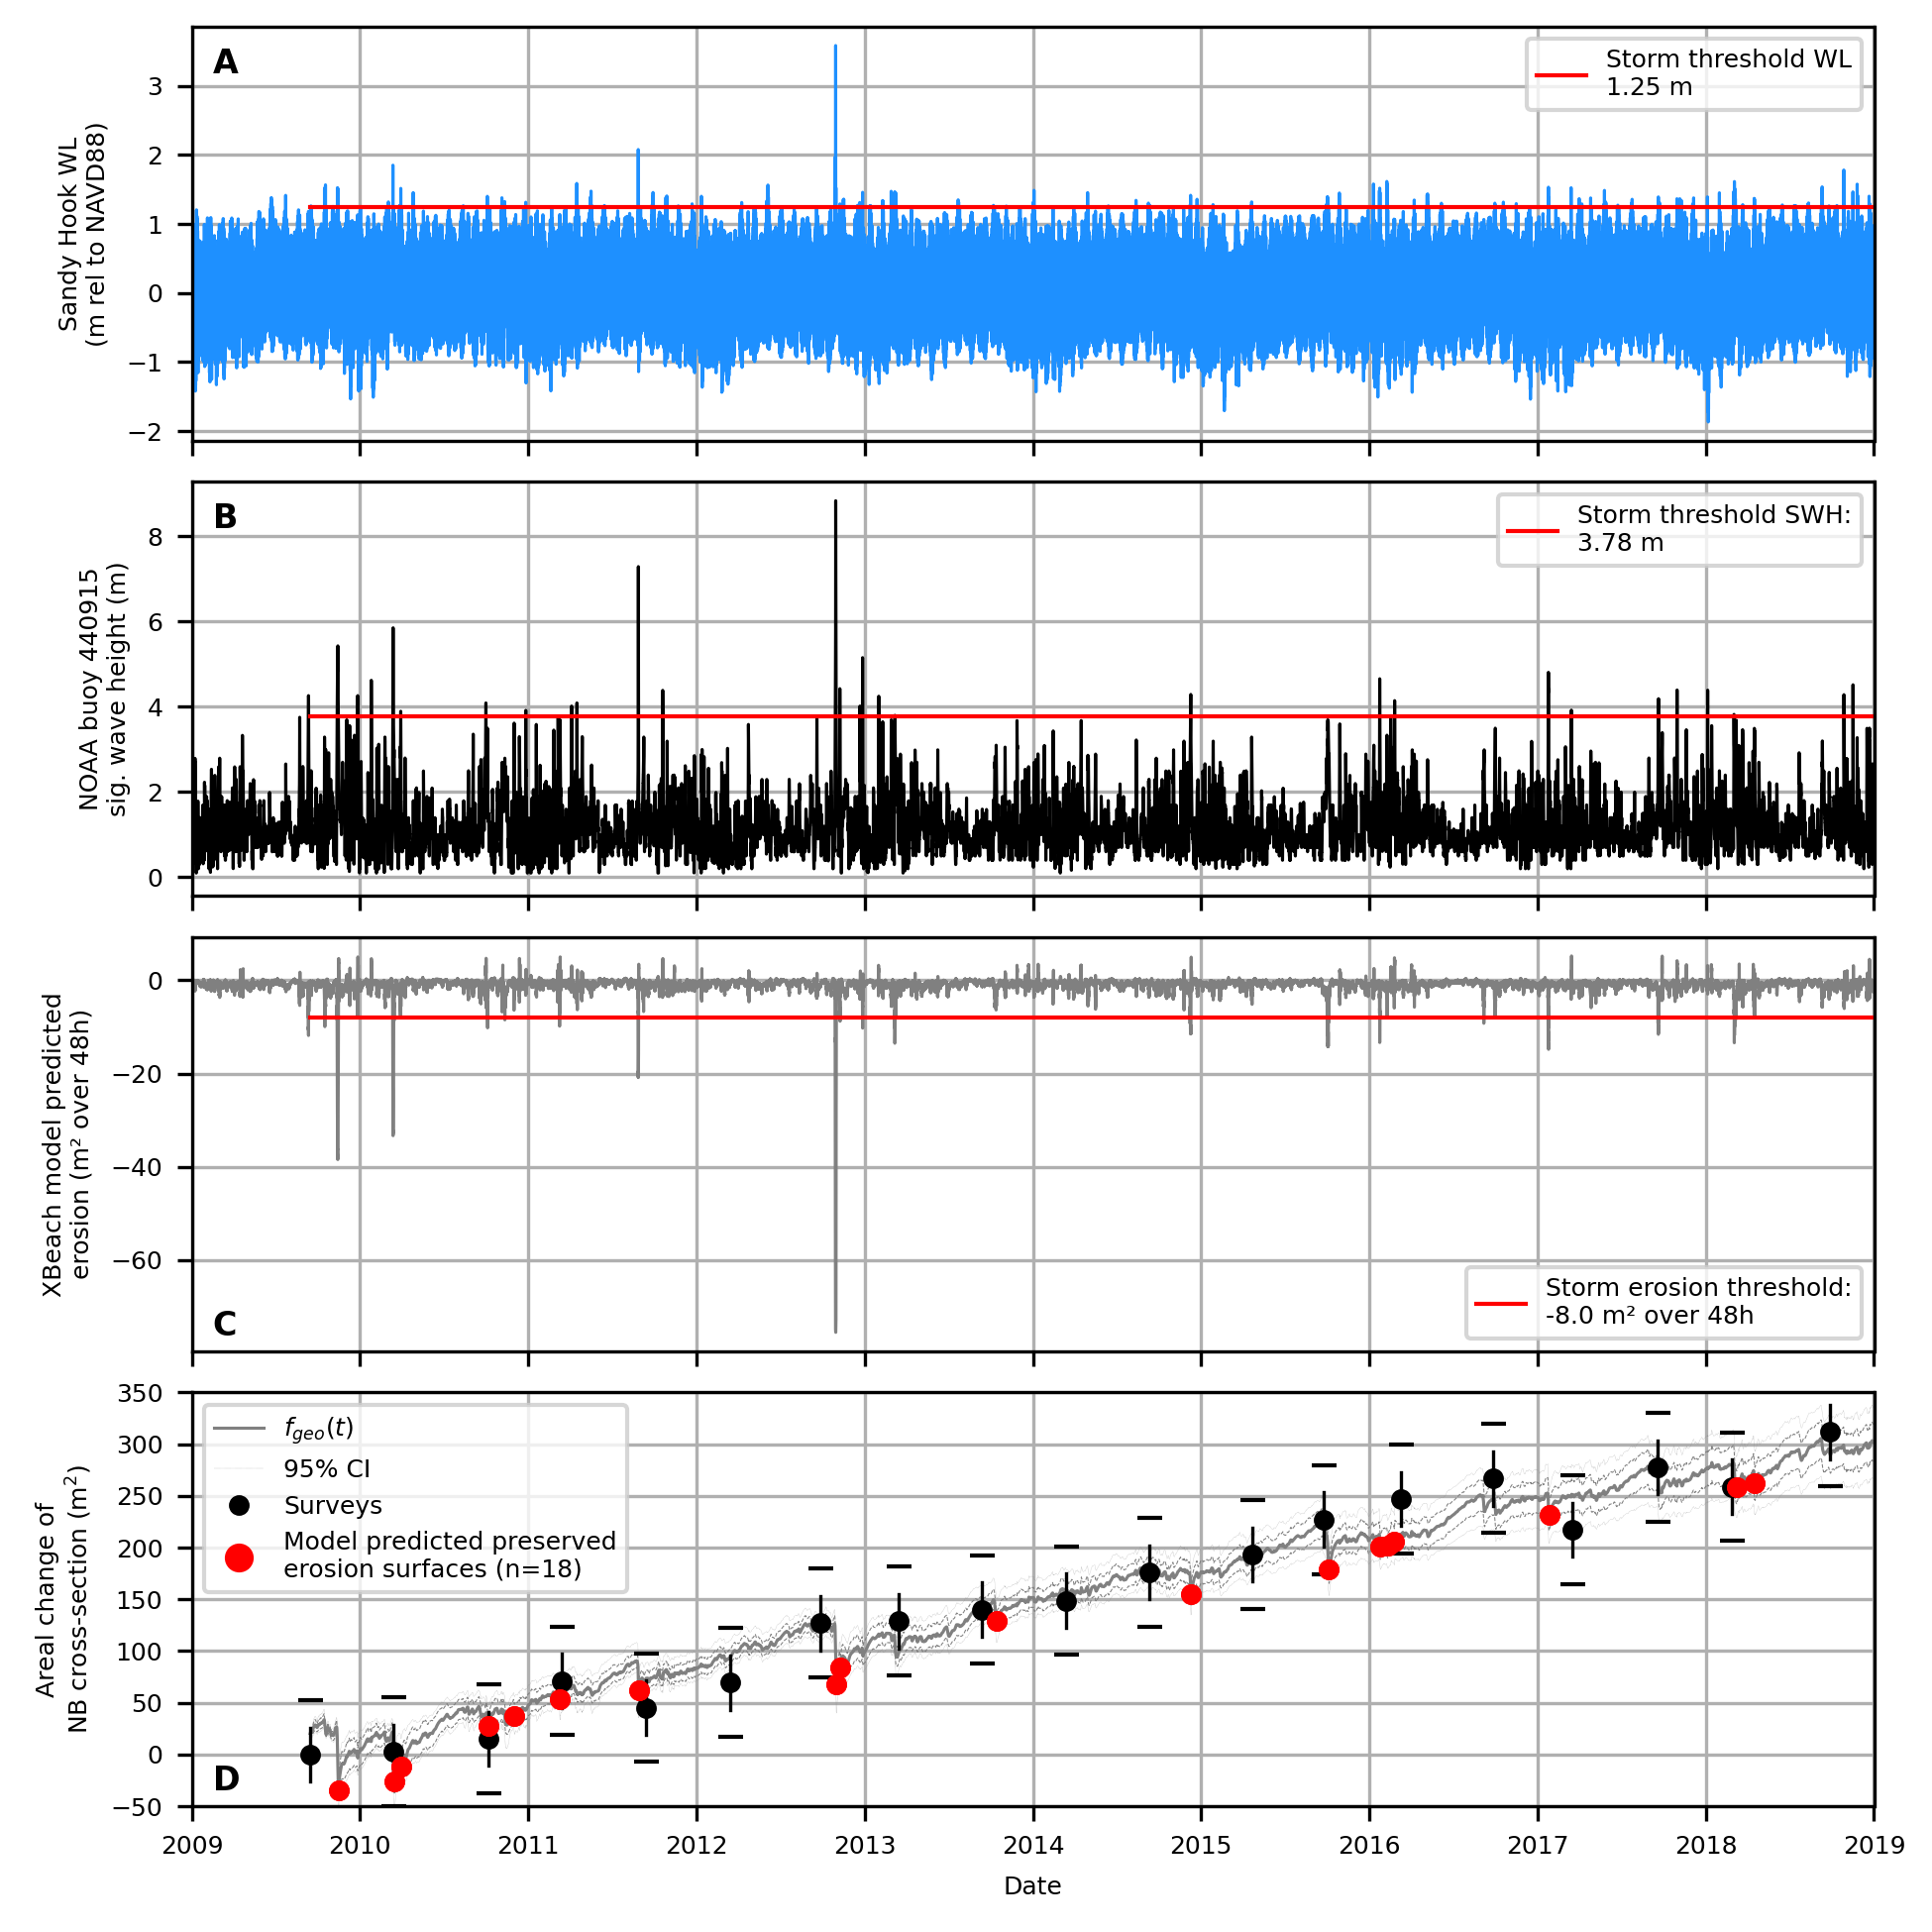 A
Storm threshold WL
1.25 m
3
2
1
0
−1
−2
Sandy Hook WL
(m rel to NAVD88)
B
Storm threshold SWH:
3.78 m
8
6
4
2
0
NOAA buoy 440915
sig. wave height (m)
0
−20
−40
−60
XBeach model predicted
erosion (m² over 48h)
C
Storm erosion threshold:
-8.0 m² over 48h
350
300
250
200
150
100
50
0
−50
Areal change of
NB cross-section (m²)
f_geo(t)
95% CI
Surveys
Model predicted preserved
erosion surfaces (n=18)
D
2009 2010 2011 2012 2013 2014 2015 2016 2017 2018 2019
Date